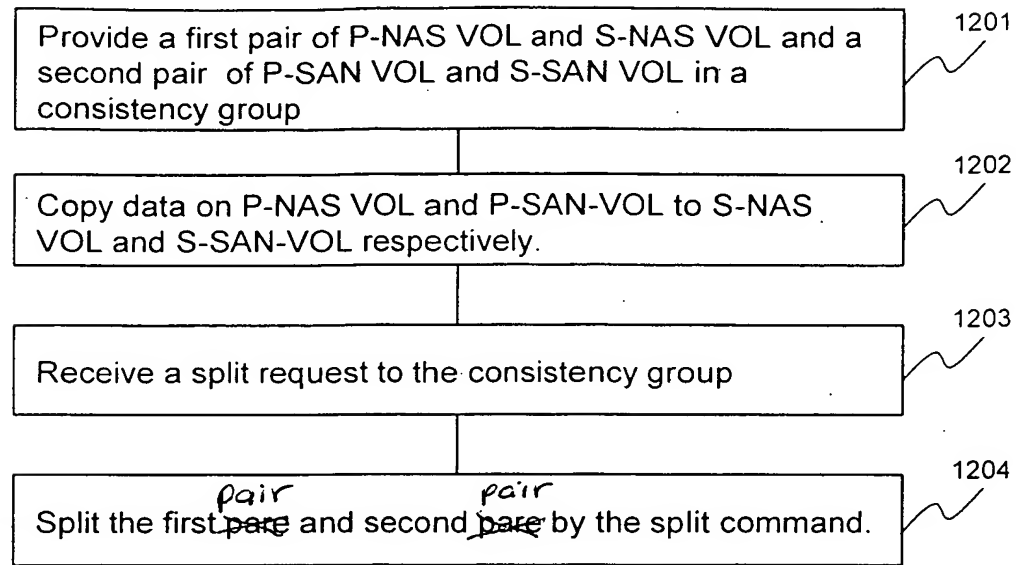 Provide a first pair of P-NAS VOL and S-NAS VOL and a
second pair of P-SAN VOL and S-SAN VOL in a
consistency group
1201
Copy data on P-NAS VOL and P-SAN-VOL to S-NAS
VOL and S-SAN-VOL respectively.
1202
Receive a split request to the consistency group
1203
pair pair
Split the first pare and second pare by the split command.
1204